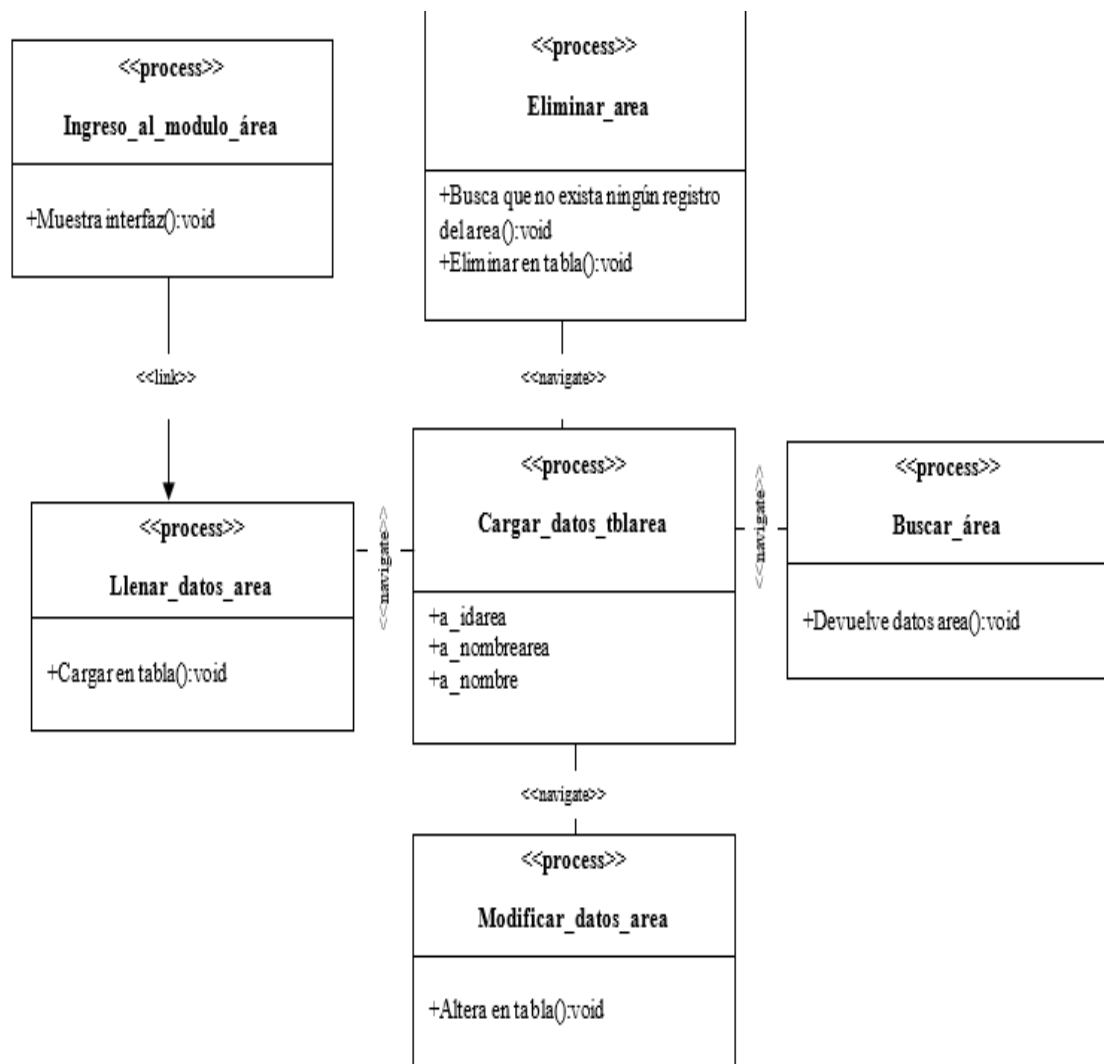 <<process>>
Ingreso_al_modulo_área
+Muestra interfaz():void
<<process>>
Eliminar_area
+Busca que no exista ningún registro
del area():void
+Eliminar en tabla():void
<<link>>
<<navigate>>
<<process>>
Llenar_datos_area
+Cargar en tabla():void
<<navigate>>
<<process>>
Cargar_datos_tblarea
+a_idarea
+a_nombrearea
+a_nombre
<<navigate>>
<<process>>
Buscar_área
+Devuelve datos area():void
<<navigate>>
<<process>>
Modificar_datos_area
+Altera en tabla():void